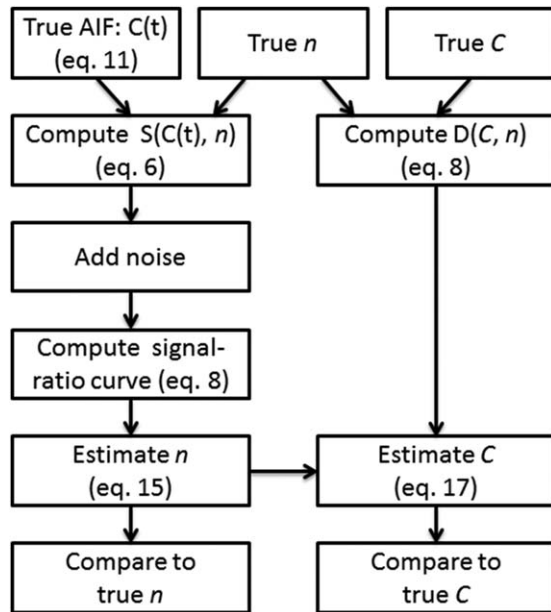 True AIF: C(t)
(eq. 11)
True n
True C
Compute S(C(t), n)
(eq. 6)
Compute D(C, n)
(eq. 8)
Add noise
Compute signal-
ratio curve (eq. 8)
Estimate n
(eq. 15)
Estimate C
(eq. 17)
Compare to
true n
Compare to
true C